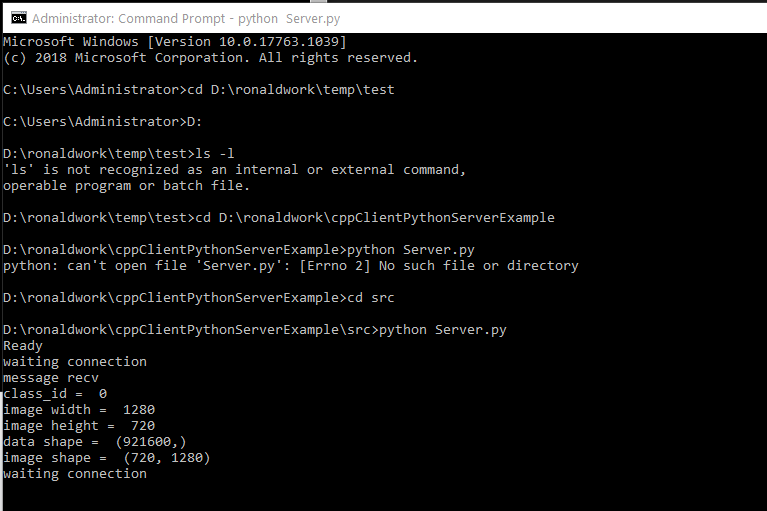 Administrator: Command Prompt - python  Server.py
Microsoft Windows [Version 10.0.17763.1039]
(c) 2018 Microsoft Corporation. All rights reserved.
C:\Users\Administrator>cd D:\ronaldwork\temp\test
C:\Users\Administrator>D:
D:\ronaldwork\temp\test>ls -l
'ls' is not recognized as an internal or external command,
operable program or batch file.
D:\ronaldwork\temp\test>cd D:\ronaldwork\cppClientPythonServerExample
D:\ronaldwork\cppClientPythonServerExample>python Server.py
python: can't open file 'Server.py': [Errno 2] No such file or directory
D:\ronaldwork\cppClientPythonServerExample>cd src
D:\ronaldwork\cppClientPythonServerExample\src>python Server.py
Ready
waiting connection
message recv
class_id =  0
image width =  1280
image height =  720
data shape =  (921600,)
image shape =  (720, 1280)
waiting connection